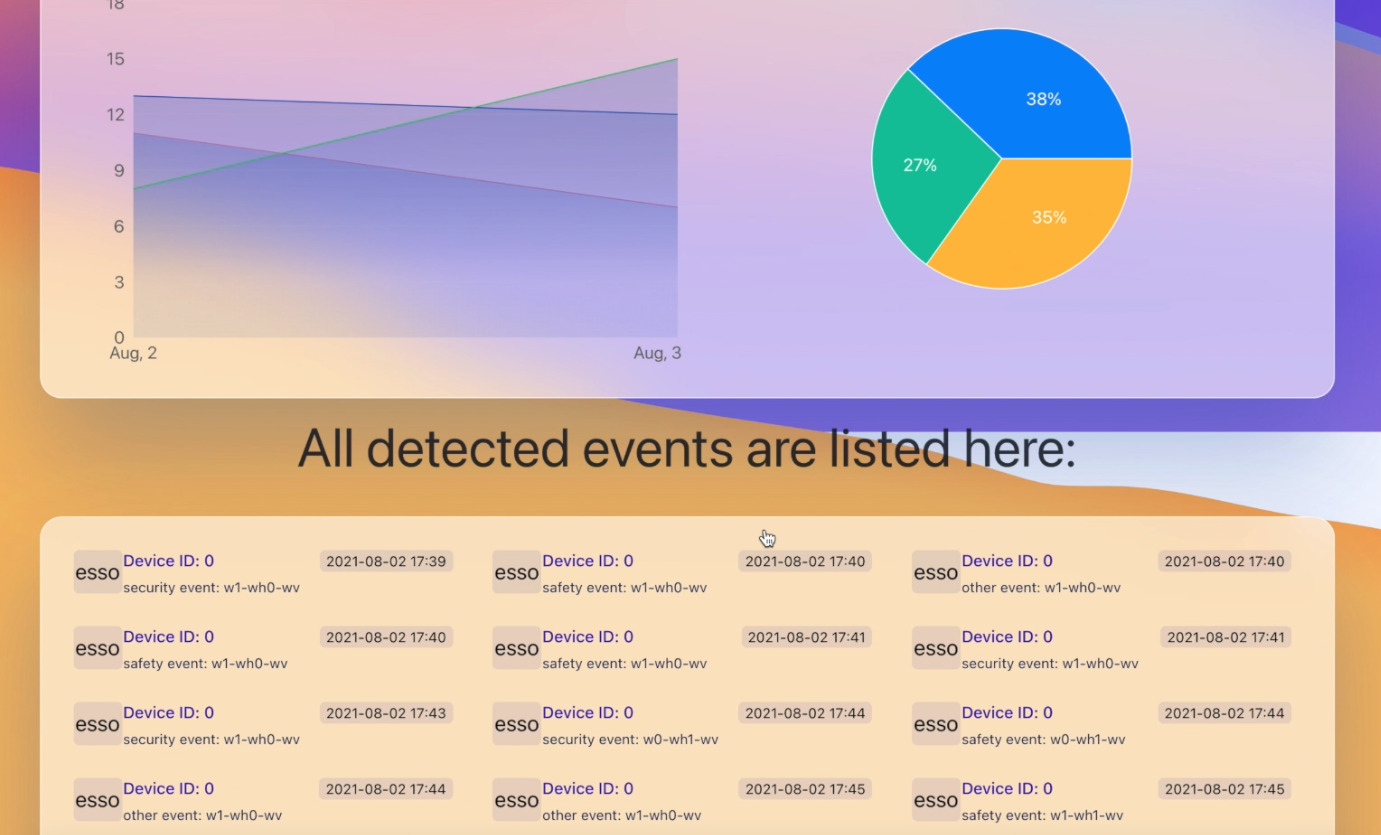 18
15
12
9
6
3
0
Aug, 2
Aug, 3
38%
27%
35%
All detected events are listed here:
esso
Device ID: 0
2021-08-02 17:39
security event: w1-wh0-wv
esso
Device ID: 0
2021-08-02 17:40
safety event: w1-wh0-wv
esso
Device ID: 0
2021-08-02 17:40
other event: w1-wh0-wv
esso
Device ID: 0
2021-08-02 17:40
safety event: w1-wh0-wv
esso
Device ID: 0
2021-08-02 17:41
safety event: w1-wh0-wv
esso
Device ID: 0
2021-08-02 17:41
security event: w1-wh0-wv
esso
Device ID: 0
2021-08-02 17:43
security event: w1-wh0-wv
esso
Device ID: 0
2021-08-02 17:44
security event: w0-wh1-wv
esso
Device ID: 0
2021-08-02 17:44
safety event: w0-wh1-wv
esso
Device ID: 0
2021-08-02 17:44
other event: w1-wh0-wv
esso
Device ID: 0
2021-08-02 17:45
other event: w1-wh0-wv
esso
Device ID: 0
2021-08-02 17:45
safety event: w1-wh1-wv